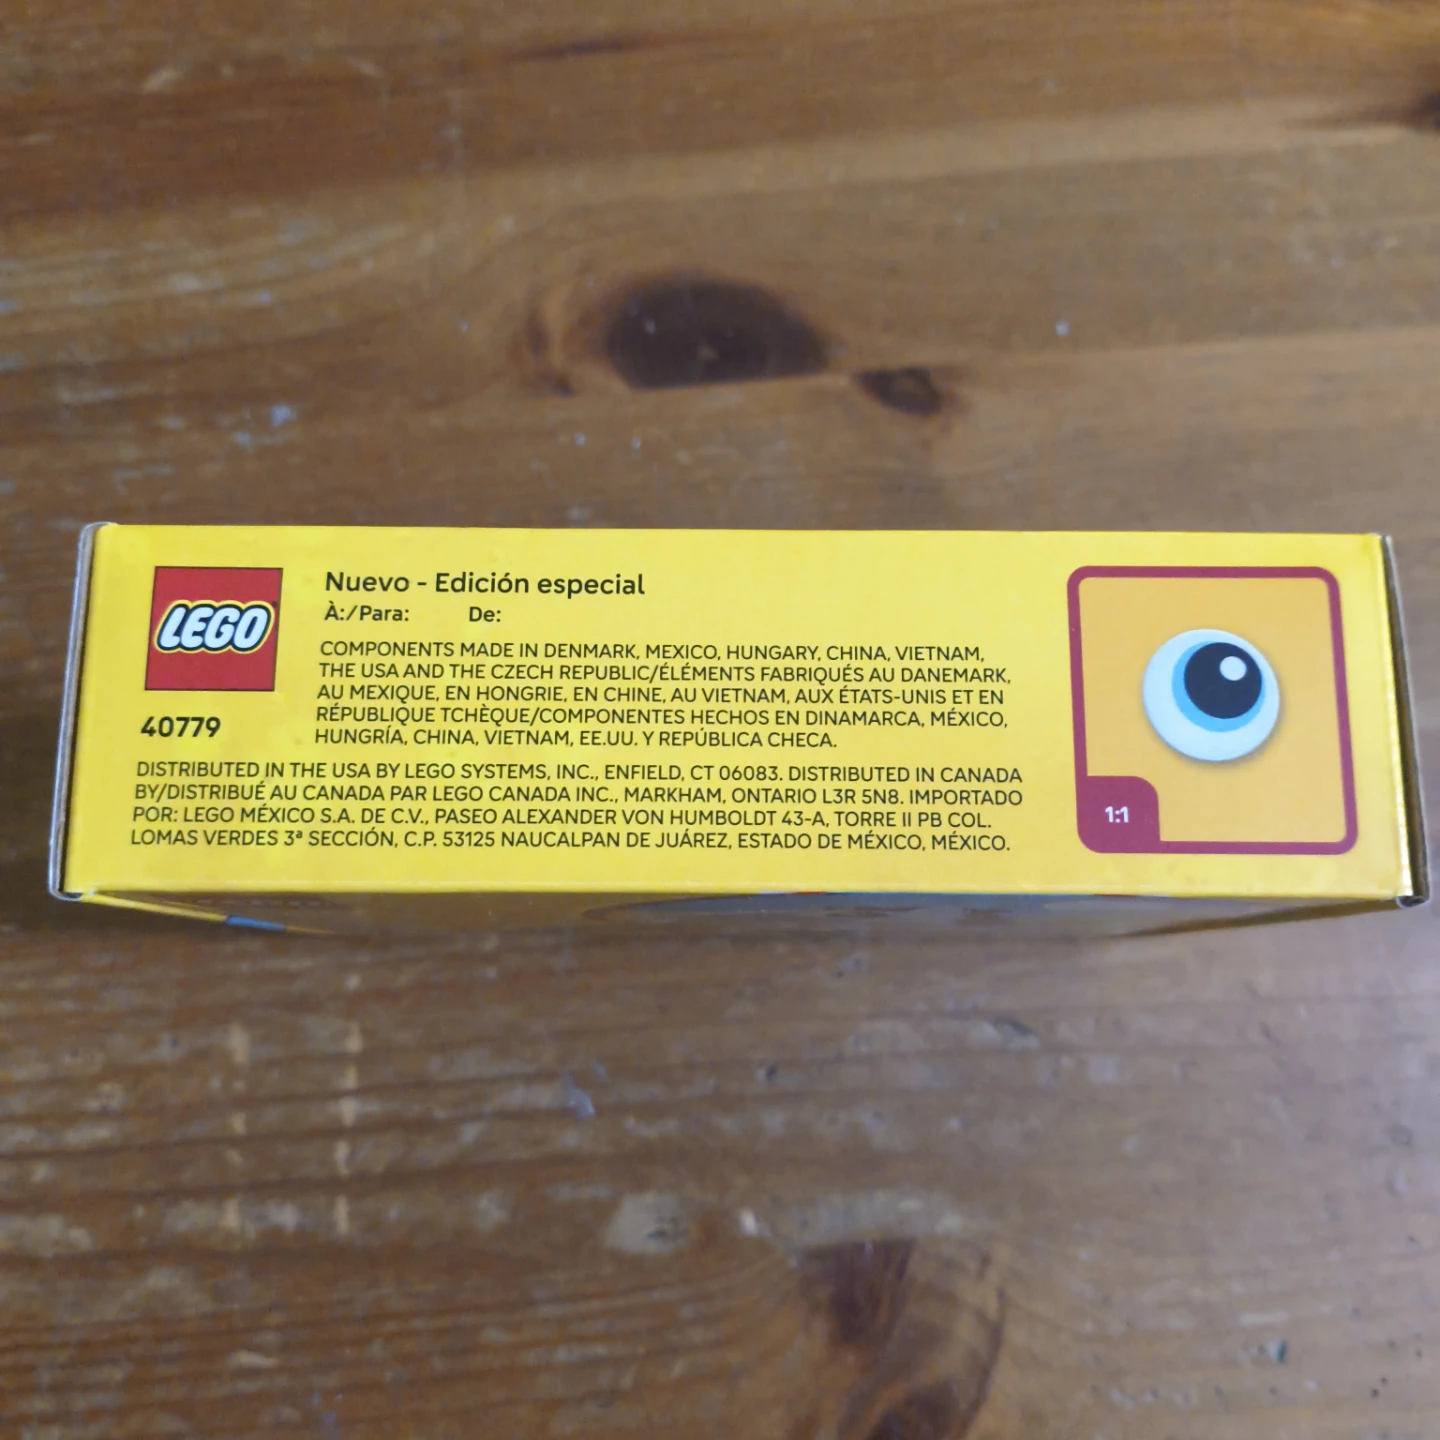 LEGO
40779
Nuevo - Edición especial
À:/Para: De:
COMPONENTS MADE IN DENMARK, MEXICO, HUNGARY, CHINA, VIETNAM,
THE USA AND THE CZECH REPUBLIC/ÉLÉMENTS FABRIQUÉS AU DANEMARK,
AU MEXIQUE, EN HONGRIE, EN CHINE, AU VIETNAM, AUX ÉTATS-UNIS ET EN
RÉPUBLIQUE TCHÈQUE/COMPONENTES HECHOS EN DINAMARCA, MÉXICO,
HUNGRÍA, CHINA, VIETNAM, EE.UU. Y REPÚBLICA CHECA.
DISTRIBUTED IN THE USA BY LEGO SYSTEMS, INC., ENFIELD, CT 06083. DISTRIBUTED IN CANADA
BY/DISTRIBUÉ AU CANADA PAR LEGO CANADA INC., MARKHAM, ONTARIO L3R 5N8. IMPORTADO
POR: LEGO MÉXICO S.A. DE C.V., PASEO ALEXANDER VON HUMBOLDT 43-A, TORRE II PB COL.
LOMAS VERDES 3ª SECCIÓN, C.P. 53125 NAUCALPAN DE JUÁREZ, ESTADO DE MÉXICO, MÉXICO.
1:1